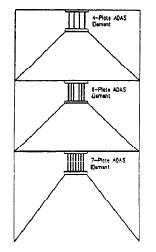 4-Plate ADAS
Element
6-Plate ADAS
Element
7-Plate ADAS
Element